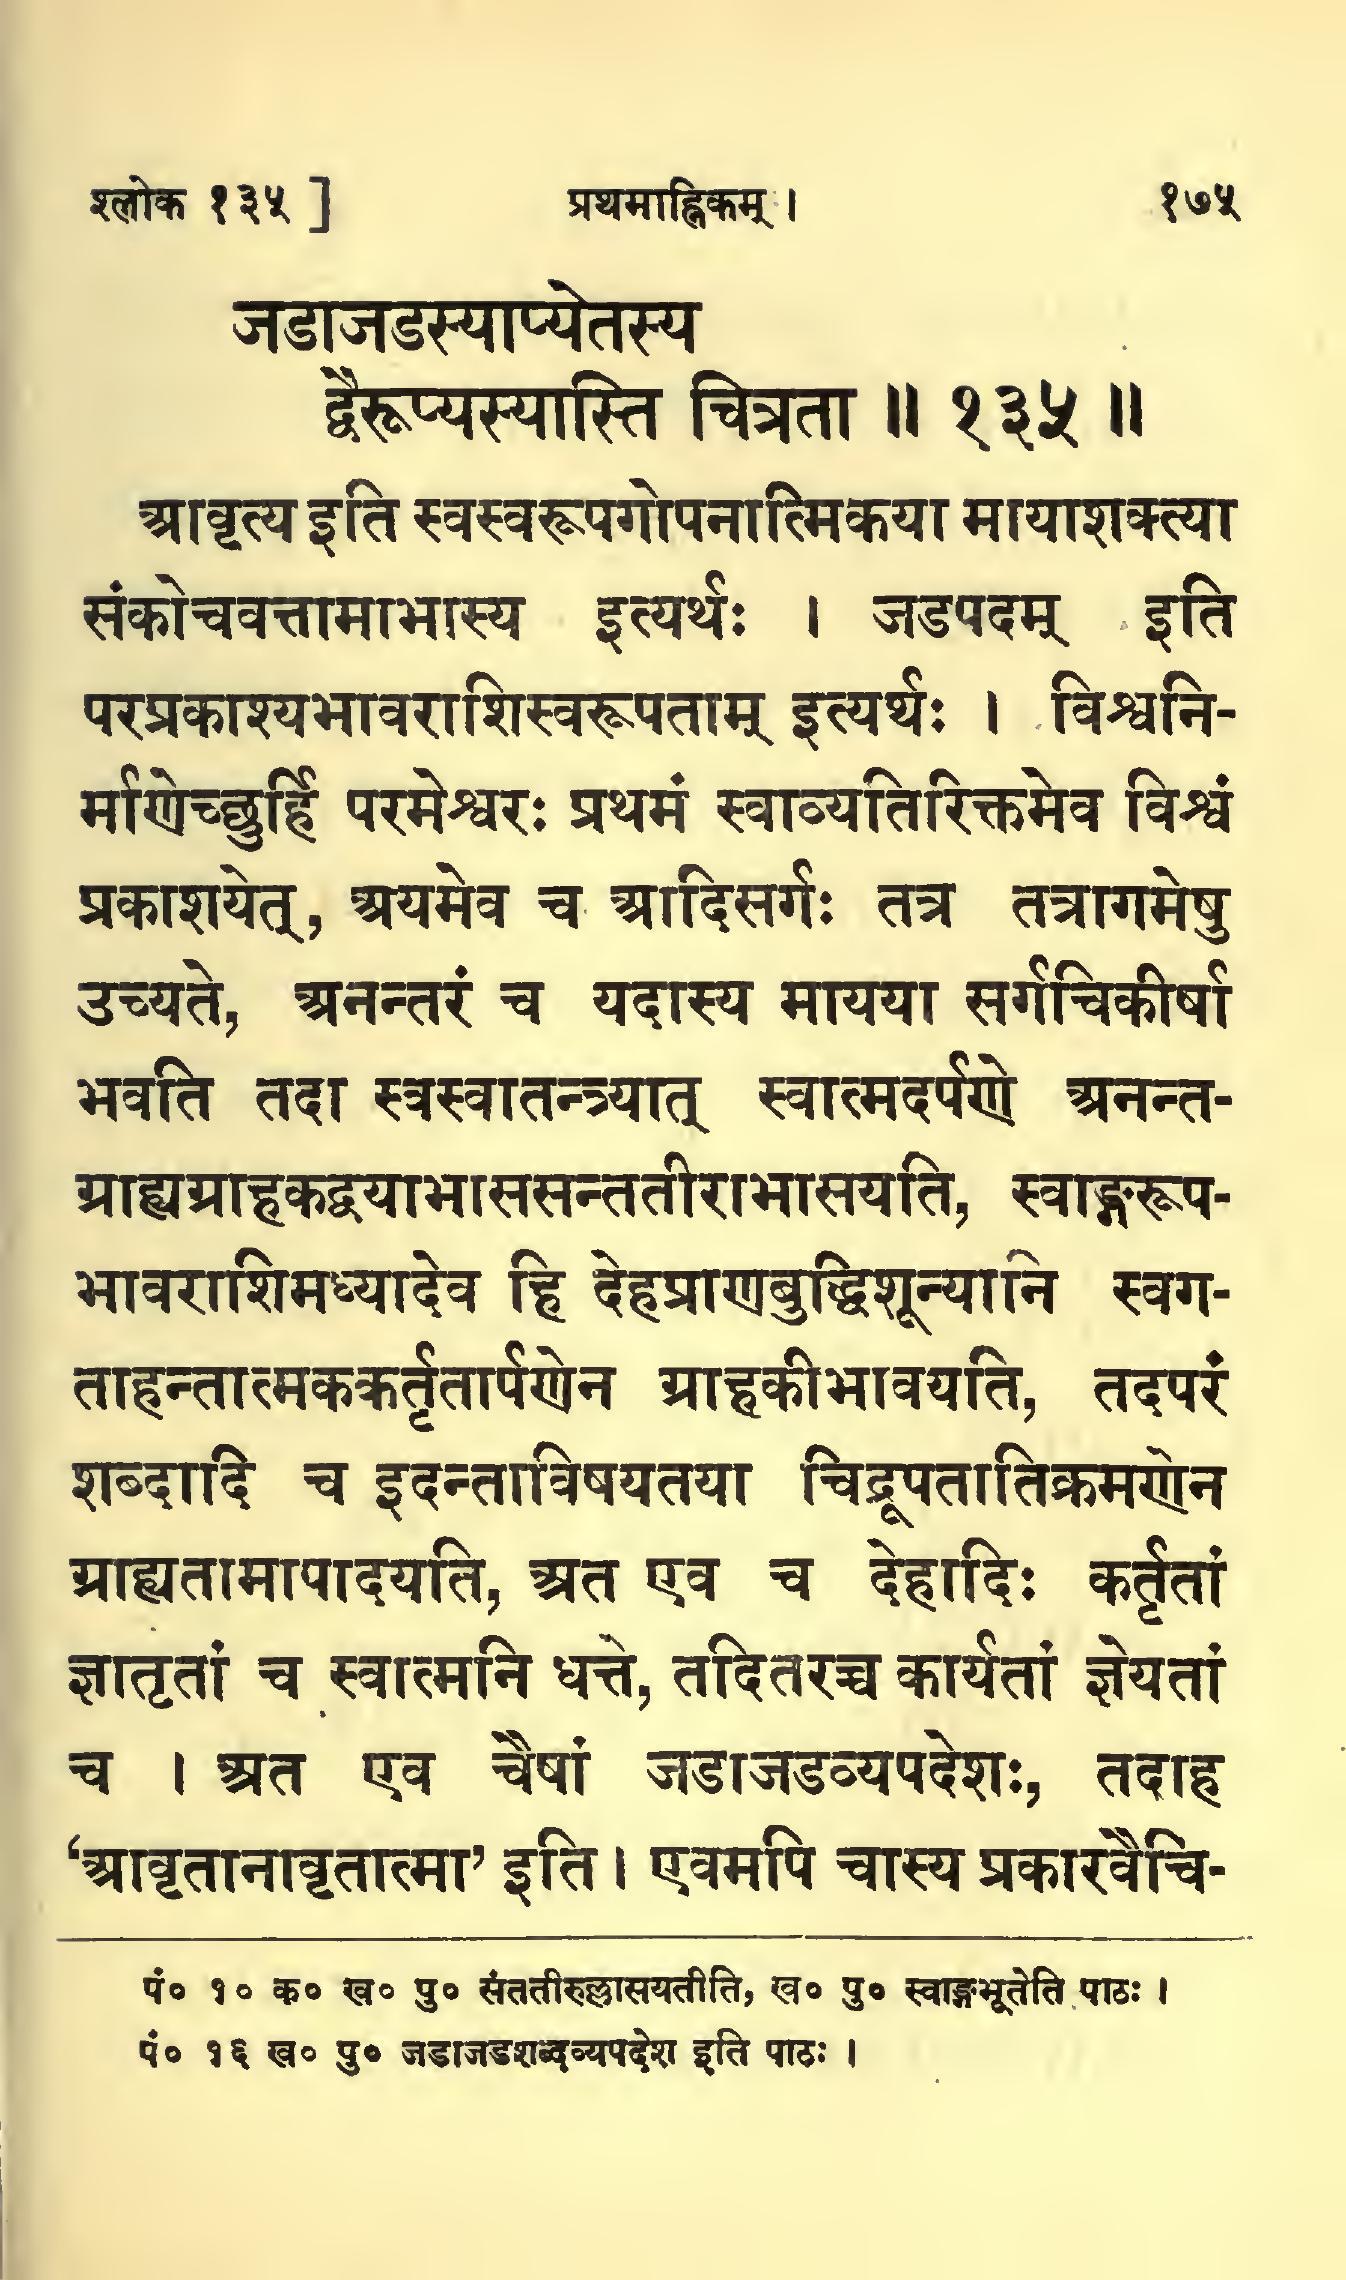 श्लोक १३५ ] प्रथमाह्निकम् । १७५
जडाजडस्याप्येतस्य
द्वैरूप्यस्यास्ति चित्रता ॥ १३५ ॥
आवृत्य इति स्वस्वरूपगोपनात्मिकया मायाशक्त्या
संकोचवत्तामाभास्य इत्यर्थः । जडपदम् इति
परप्रकाश्यभावराशिस्वरूपताम् इत्यर्थः । विश्वनि-
र्माणेच्छुर्हि परमेश्वरः प्रथमं स्वाव्यतिरिक्तमेव विश्वं
प्रकाशयेत्, अयमेव च आदिसर्गः तत्र तत्रागमेषु
उच्यते, अनन्तरं च यदास्य मायया सर्गचिकीर्षा
भवति तदा स्वस्वातन्त्र्यात् स्वात्मदर्पणे अनन्त-
ग्राह्यग्राहकद्वयाभाससन्ततीराभासयति, स्वाङ्गरूप-
भावराशिमध्यादेव हि देहप्राणबुद्धिशून्यानि स्वग-
ताहन्तात्मककर्तृतार्पणेन ग्राहकीभावयति, तदपरं
शब्दादि च इदन्ताविषयतया चिद्रूपतातिक्रमणेन
ग्राह्यतामापादयति, अत एव च देहादिः कर्तृतां
ज्ञातृतां च स्वात्मनि धत्ते, तदितरच्च कार्यतां ज्ञेयतां
च । अत एव चैषां जडाजडव्यपदेशः, तदाह
‘आवृतानावृतात्मा’ इति । एवमपि चास्य प्रकारवैचि-
पं० १० क० ख० पु० संततीरुल्लासयतीति, ख० पु० स्वाङ्गभूतेति पाठः ।
पं० १६ ख० पु० जडाजडशब्दव्यपदेश इति पाठः ।